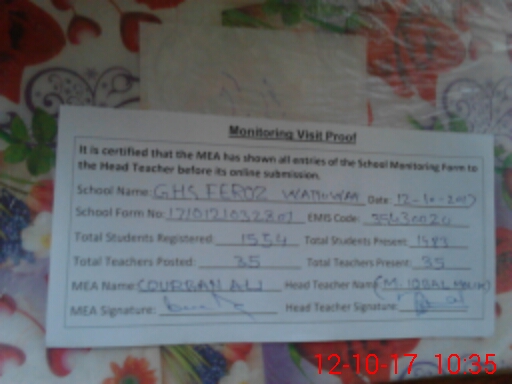 Monitoring Visit Proof
It is certified that the MEA has shown all entries of the School Monitoring Form to
the Head Teacher before its online submission.
School Name: GHS FEROZ WATTOWAN Date: 12-10-2017
School Form No: EMIS Code:
Total Students Registered: 1554 Total Students Present:
Total Teachers Posted: 35 Total Teachers Present: 35
MEA Name: QURBAN ALI Head Teacher Name: (M. IQBAL MALIK)
MEA Signature: Head Teacher Signature:
12-10-17 10:35